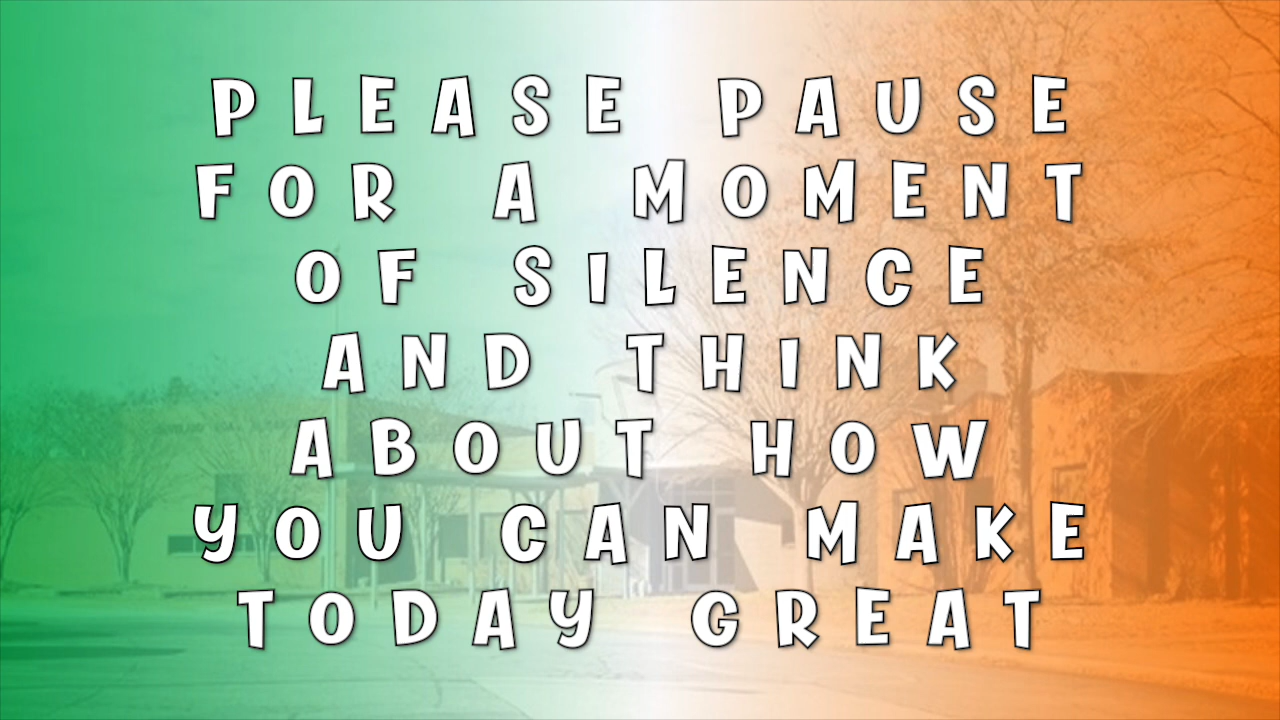 PLEASE PAUSE
FOR A MOMENT
OF SILENCE
AND THINK
ABOUT HOW
YOU CAN MAKE
TODAY GREAT